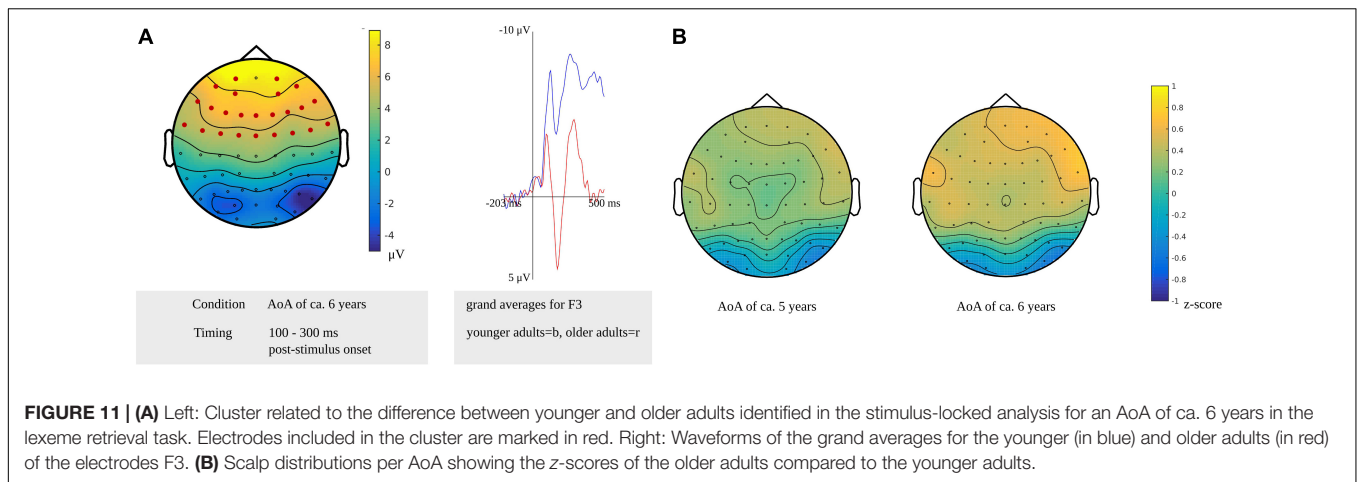 A
8
6
4
2
0
-2
-4
μV
-10 μV
-203 ms
500 ms
5 μV
Condition AoA of ca. 6 years
Timing 100 - 300 ms
post-stimulus onset
grand averages for F3
younger adults=b, older adults=r
B
AoA of ca. 5 years
AoA of ca. 6 years
1
0.8
0.6
0.4
0.2
0
-0.2
-0.4
-0.6
-0.8
-1 z-score
FIGURE 11 | (A) Left: Cluster related to the difference between younger and older adults identified in the stimulus-locked analysis for an AoA of ca. 6 years in the
lexeme retrieval task. Electrodes included in the cluster are marked in red. Right: Waveforms of the grand averages for the younger (in blue) and older adults (in red)
of the electrodes F3. (B) Scalp distributions per AoA showing the z-scores of the older adults compared to the younger adults.